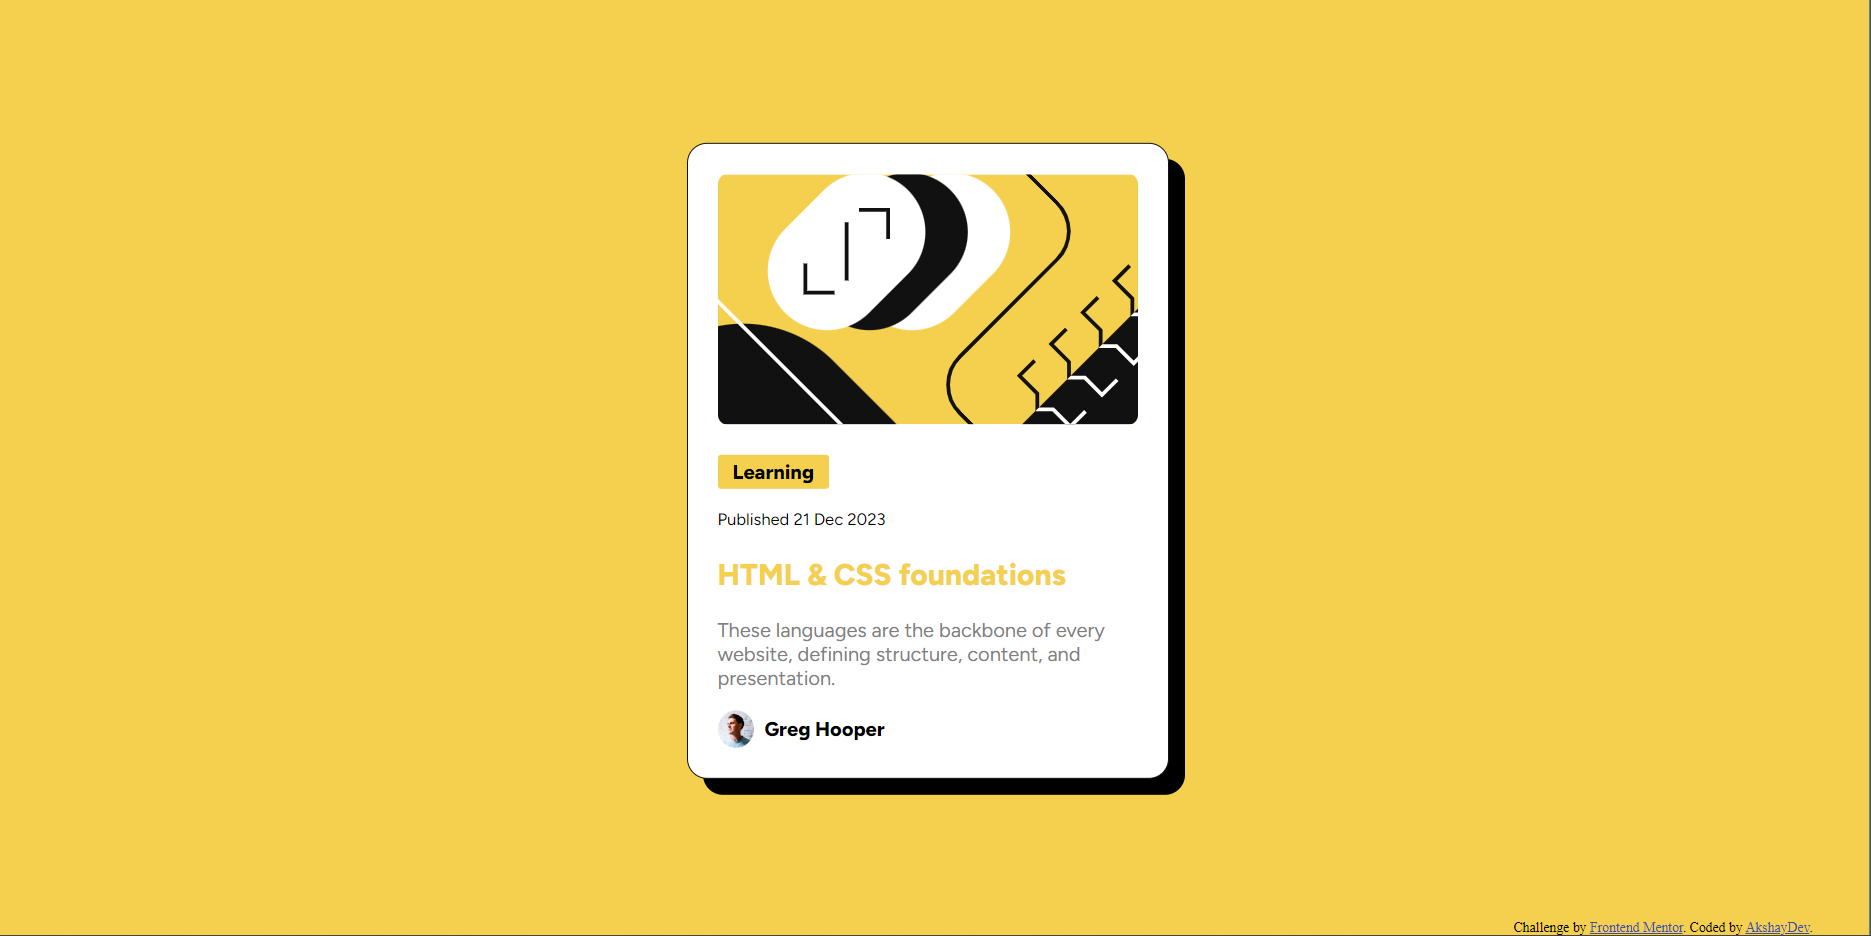 Learning
Published 21 Dec 2023
HTML & CSS foundations
These languages are the backbone of every
website, defining structure, content, and
presentation.
Greg Hooper
Challenge by Frontend Mentor. Coded by AkshayDev.